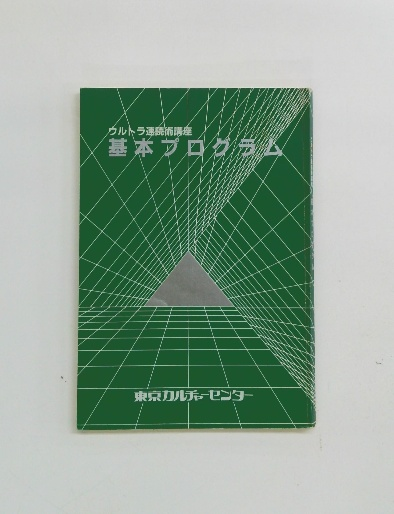 ウルトラ速読術講座
基本プログラム
東京カルチャーセンター